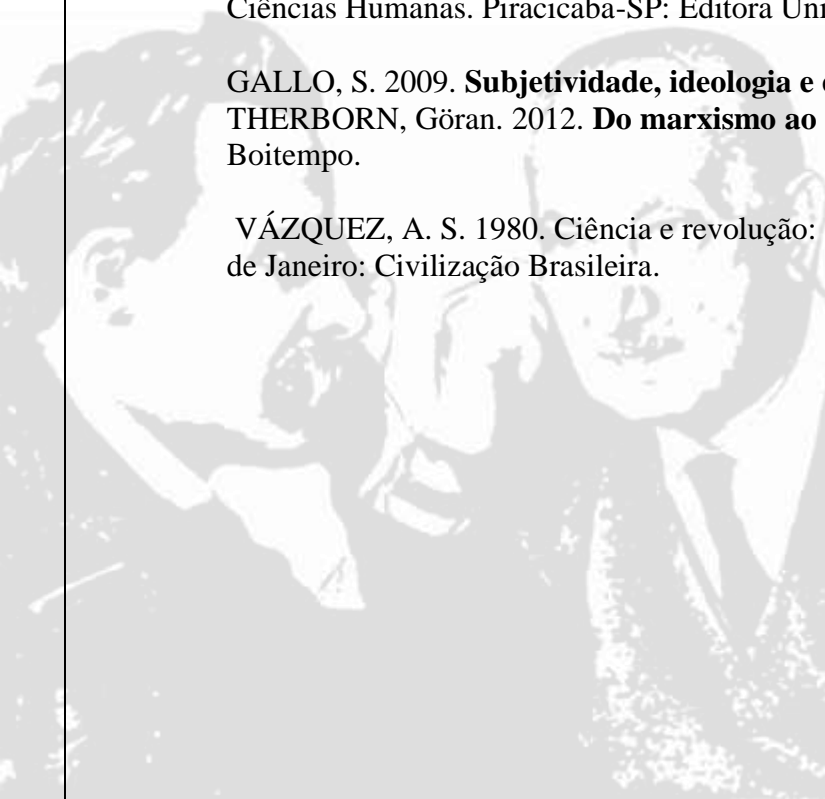 Ciências Humanas. Piracicaba-SP: Editora Uni
GALLO, S. 2009. Subjetividade, ideologia e
THERBORN, Göran. 2012. Do marxismo ao
Boitempo.
VÁZQUEZ, A. S. 1980. Ciência e revolução:
de Janeiro: Civilização Brasileira.